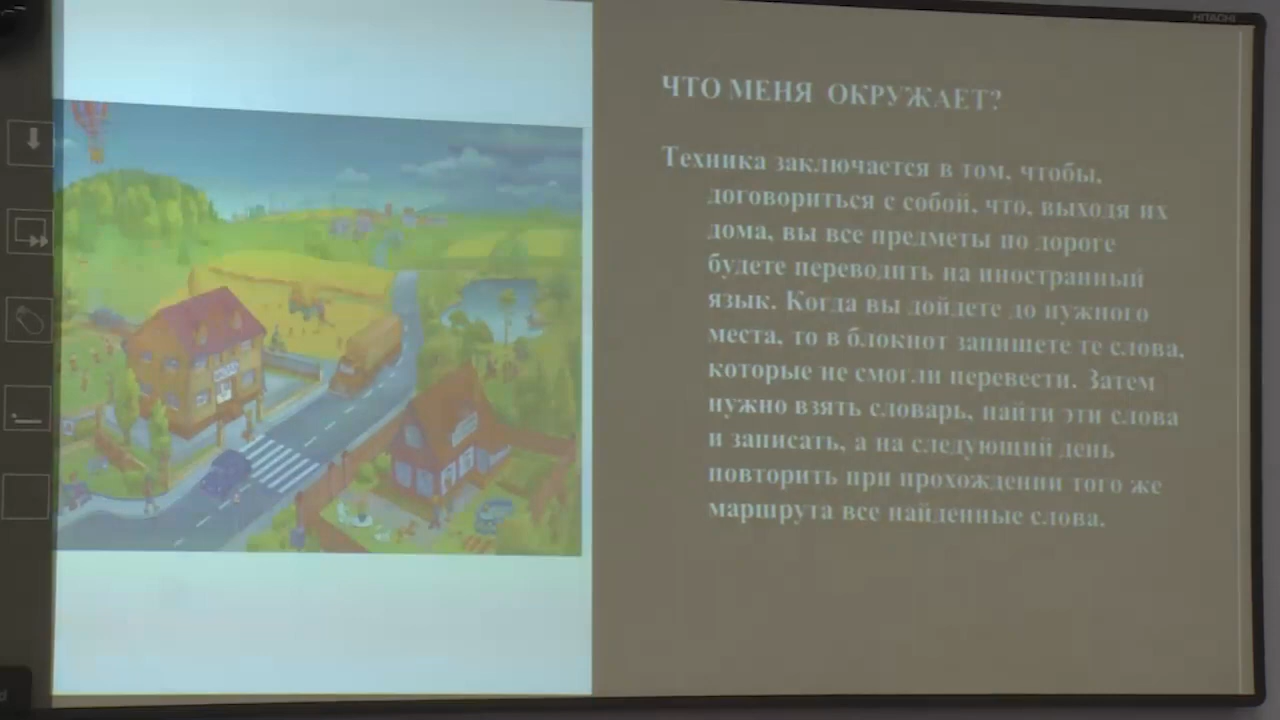 HITACHI
ЧТО МЕНЯ ОКРУЖАЕТ?
Техника заключается в том, чтобы,
договориться с собой, что, выходя их
дома, вы все предметы по дороге
будете переводить на иностранный
язык. Когда вы дойдете до нужного
места, то в блокнот запишете те слова,
которые не смогли перевести. Затем
нужно взять словарь, найти эти слова
и записать, а на следующий день
повторить при прохождении того же
маршрута все найденные слова.